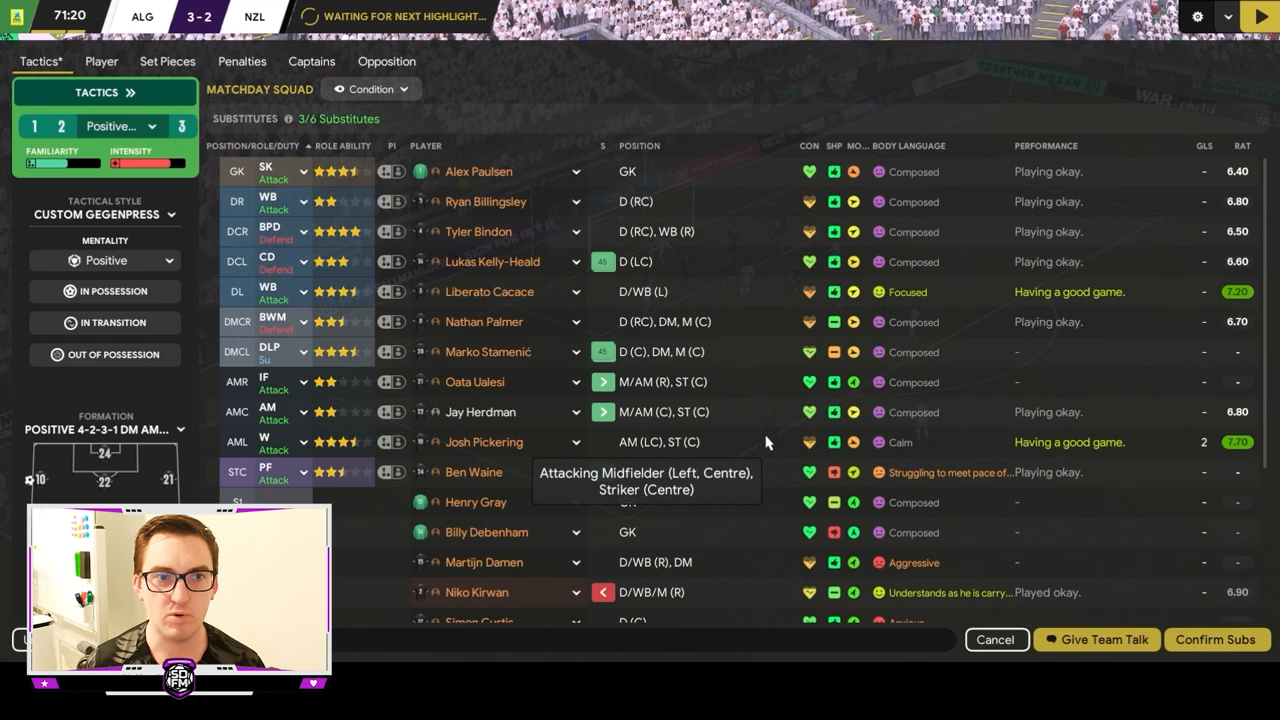 71:20 ALG 3 - 2 NZL WAITING FOR NEXT HIGHLIGHT...
TOGETHER WE CAN
WAR child
Tactics* Player Set Pieces Penalties Captains Opposition
TACTICS
1 2 Positive... 3
FAMILIARITY INTENSITY
TACTICAL STYLE
CUSTOM GEGENPRESS
MENTALITY
Positive
IN POSSESSION
IN TRANSITION
OUT OF POSSESSION
FORMATION
POSITIVE 4-2-3-1 DM AM...
24
10 22 21
MATCHDAY SQUAD Condition
SUBSTITUTES 3/6 Substitutes
POSITION/ROLE/DUTY ROLE ABILITY PI PLAYER S POSITION CON SHP MO... BODY LANGUAGE PERFORMANCE GLS RAT
GK SK Attack Alex Paulsen GK Composed Playing okay. - 6.40
DR WB Attack Ryan Billingsley D (RC) Composed Playing okay. - 6.80
DCR BPD Defend Tyler Bindon D (RC), WB (R) Composed Playing okay. - 6.50
DCL CD Defend Lukas Kelly-Heald 45 D (LC) Composed Playing okay. - 6.60
DL WB Attack Liberato Cacace D/WB (L) Focused Having a good game. - 7.20
DMCR BWM Defend Nathan Palmer D (RC), DM, M (C) Composed Playing okay. - 6.70
DMCL DLP Su Marko Stamenić 45 D (C), DM, M (C) Composed - - -
AMR IF Attack Oata Ualesi M/AM (R), ST (C) Composed - - -
AMC AM Attack Jay Herdman M/AM (C), ST (C) Composed Playing okay. - 6.80
AML W Attack Josh Pickering AM (LC), ST (C) Calm Having a good game. 2 7.70
STC PF Attack Ben Waine Struggling to meet pace of... - - -
Attacking Midfielder (Left, Centre),
Striker (Centre)
S1 Henry Gray GK Composed - - -
Billy Debenham GK Composed - - -
Martijn Damen D/WB (R), DM Aggressive - - -
Niko Kirwan D/WB/M (R) Understands as he is carry... Played okay. - 6.90
Simon Curtis D (C) Anxious
Cancel Give Team Talk Confirm Subs
SD
FM